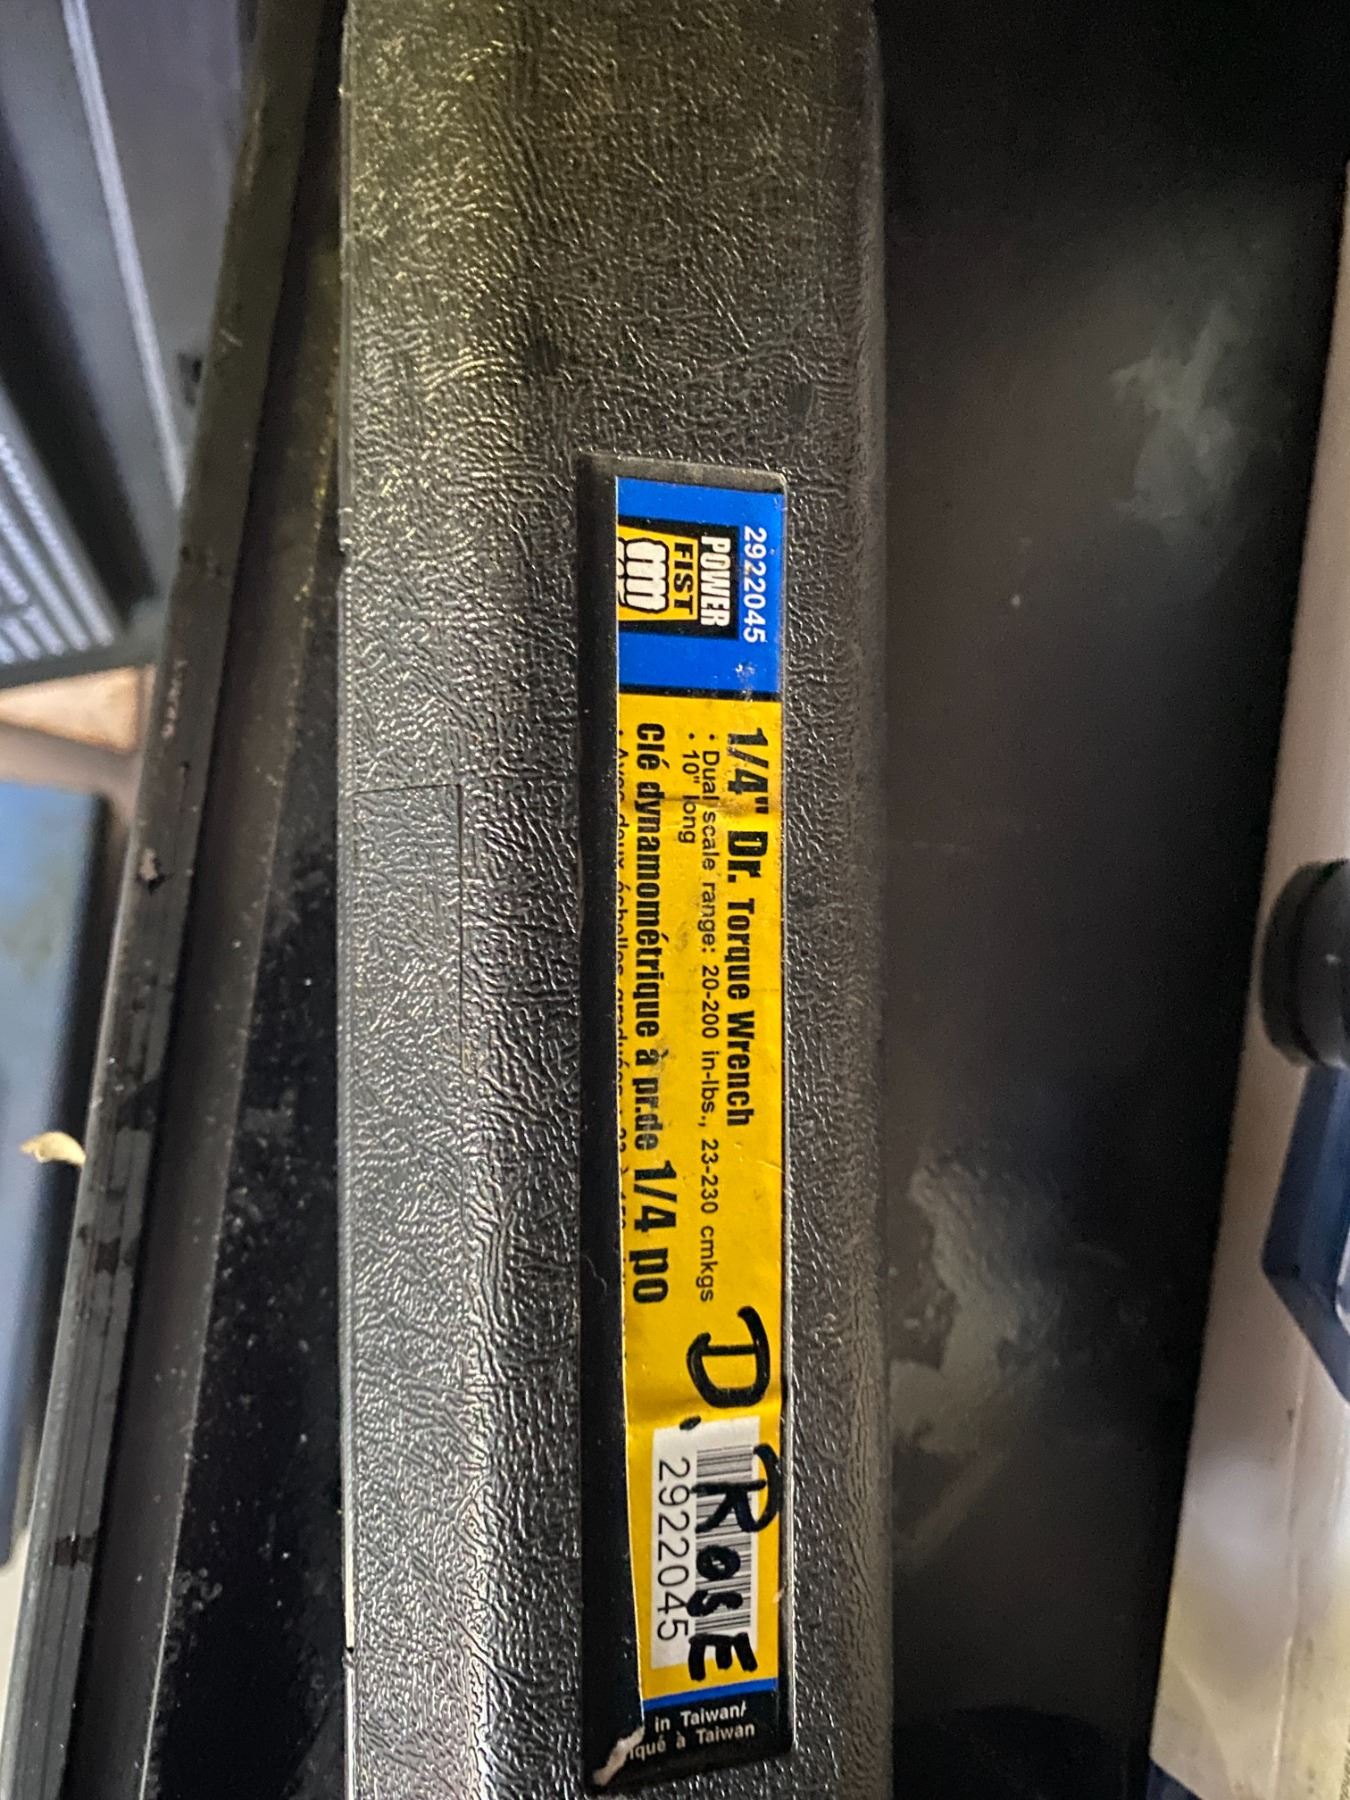 2922045
POWER
FIST
1/4" Dr. Torque Wrench
· Dual scale range: 20-200 in-lbs., 23-230 cmkgs
· 10" long
Clé dynamométrique à pr.de 1/4 po
D. ROSE
2922045
in Taiwan/
iqué à Taiwan